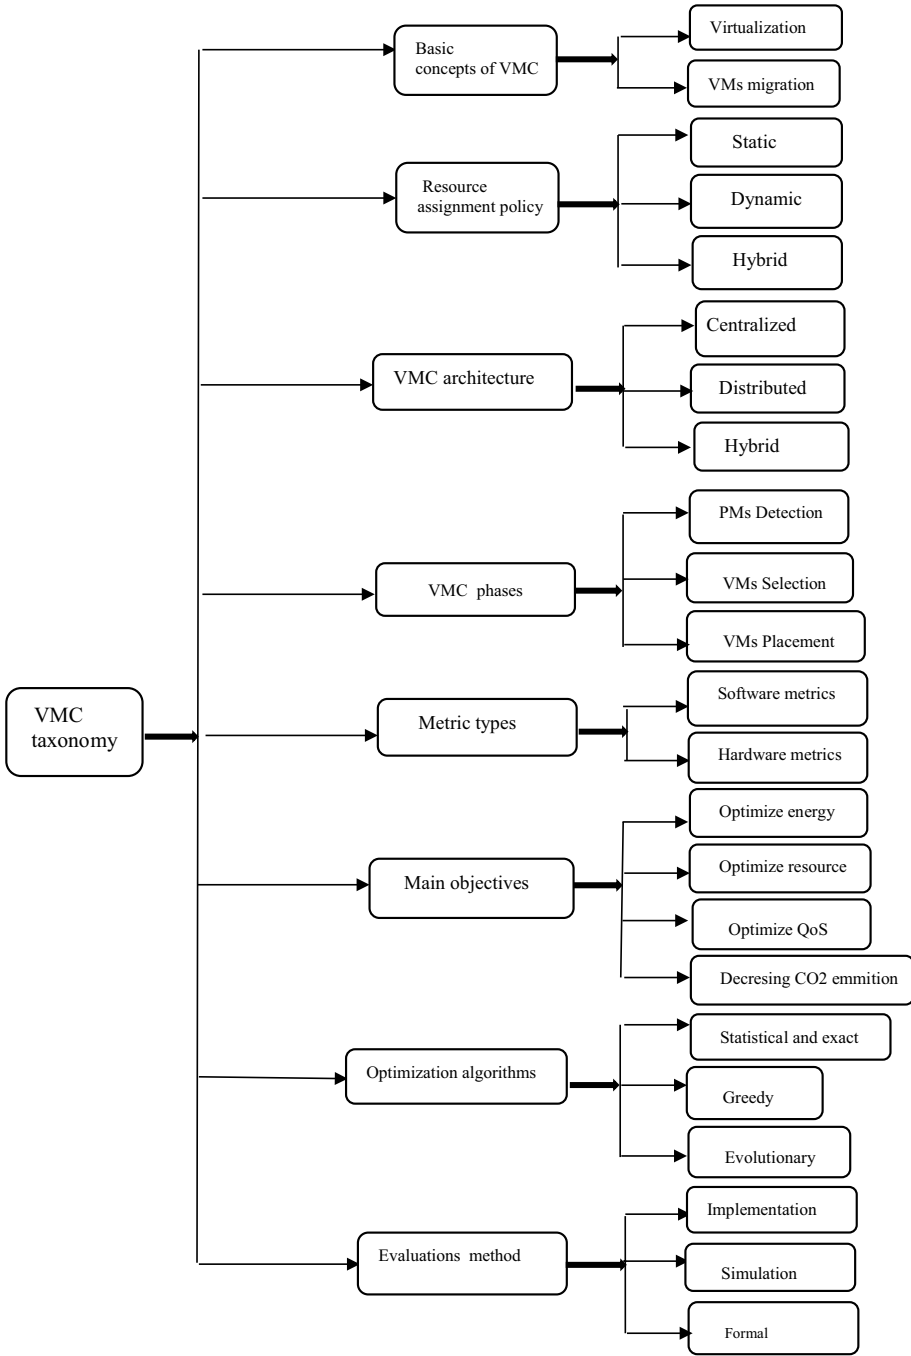 VMC
taxonomy
Basic
concepts of VMC
Virtualization
VMs migration
Resource
assignment policy
Static
Dynamic
Hybrid
VMC architecture
Centralized
Distributed
Hybrid
VMC phases
PMs Detection
VMs Selection
VMs Placement
Metric types
Software metrics
Hardware metrics
Main objectives
Optimize energy
Optimize resource
Optimize QoS
Decresing CO2 emmition
Optimization algorithms
Statistical and exact
Greedy
Evolutionary
Evaluations method
Implementation
Simulation
Formal